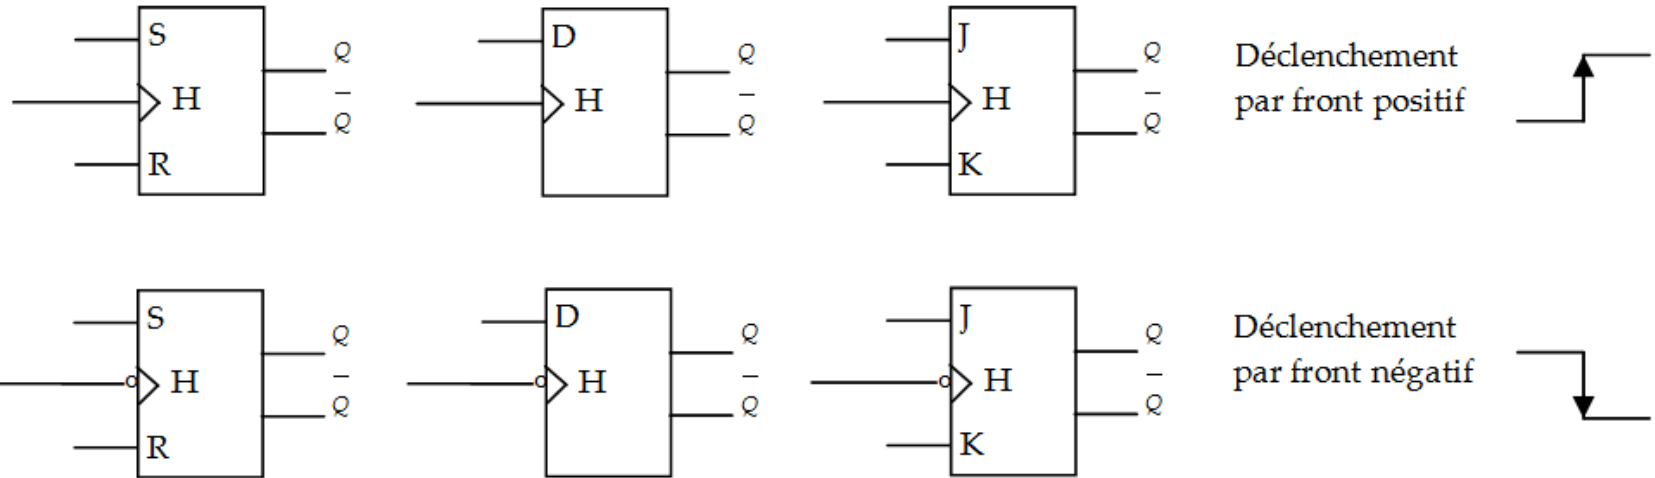 S
H
R
Q
Q̅
D
H
Q
Q̅
J
H
K
Q
Q̅
Déclenchement
par front positif
S
H
R
Q
Q̅
D
H
Q
Q̅
J
H
K
Q
Q̅
Déclenchement
par front négatif